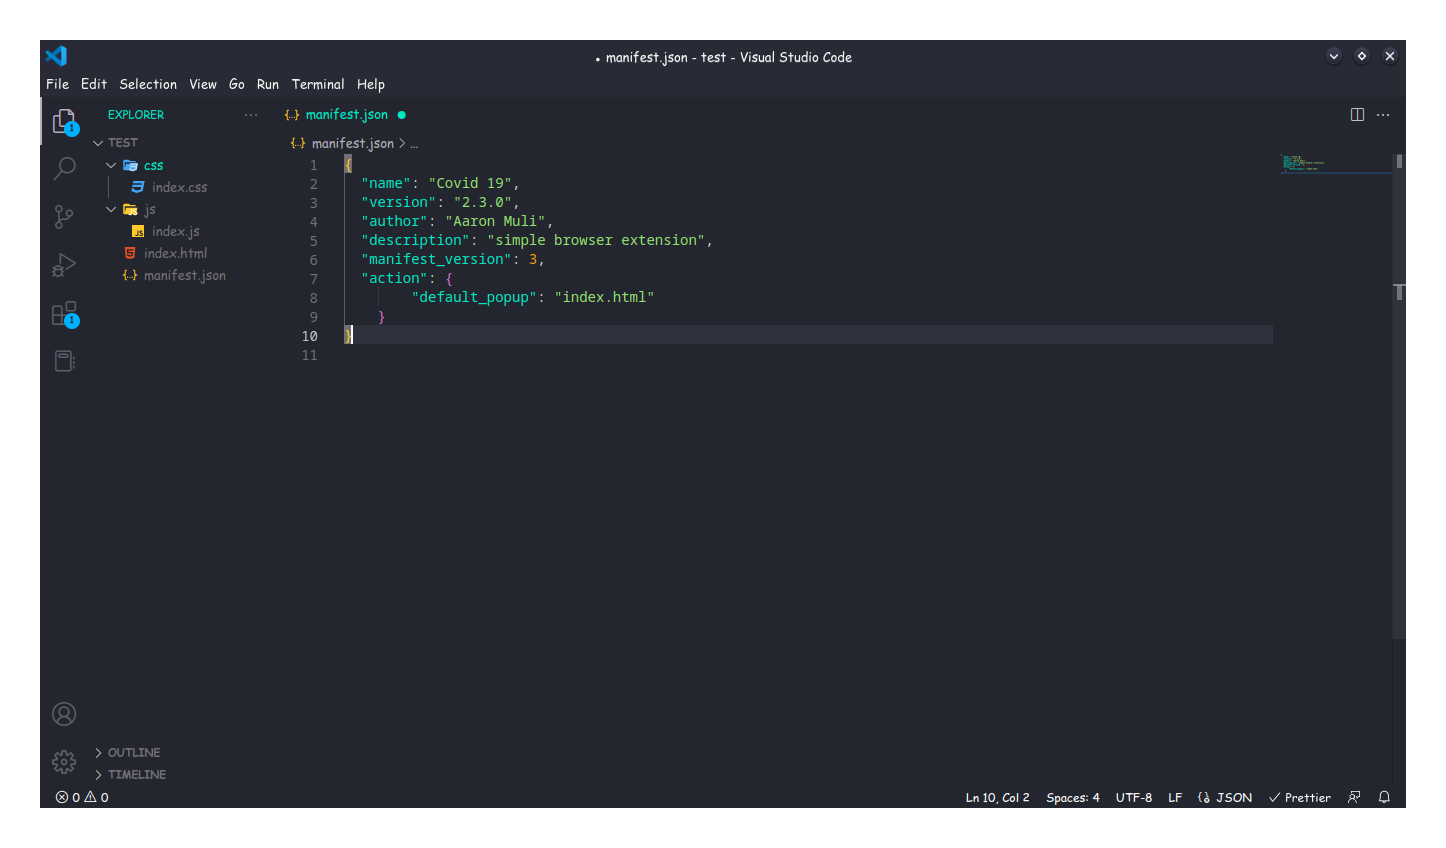 • manifest.json - test - Visual Studio Code
File Edit Selection View Go Run Terminal Help
EXPLORER ···
{..} manifest.json ●
···
TEST
{..} manifest.json > ...
css
index.css
js
index.js
index.html
{..} manifest.json
1 {
2 "name": "Covid 19",
3 "version": "2.3.0",
4 "author": "Aaron Muli",
5 "description": "simple browser extension",
6 "manifest_version": 3,
7 "action": {
8 "default_popup": "index.html"
9 }
10 }
11
1
1
OUTLINE
TIMELINE
0 0
Ln 10, Col 2 Spaces: 4 UTF-8 LF JSON Prettier